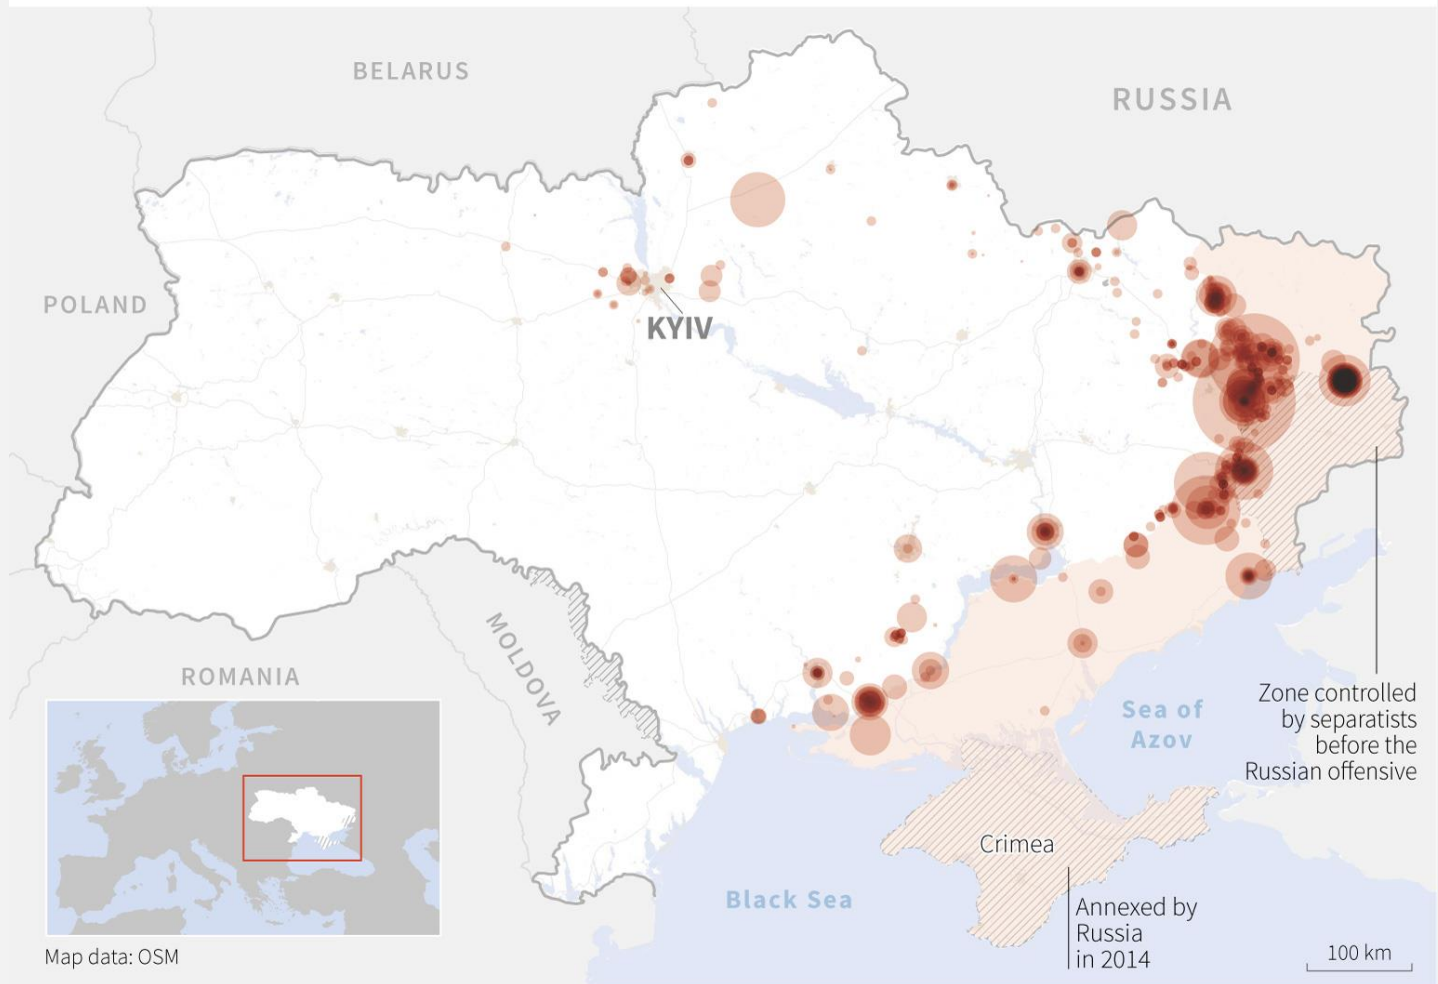 BELARUS
RUSSIA
POLAND
KYIV
MOLDOVA
ROMANIA
Sea of
Azov
Zone controlled
by separatists
before the
Russian offensive
Crimea
Black Sea
Annexed by
Russia
in 2014
Map data: OSM
100 km